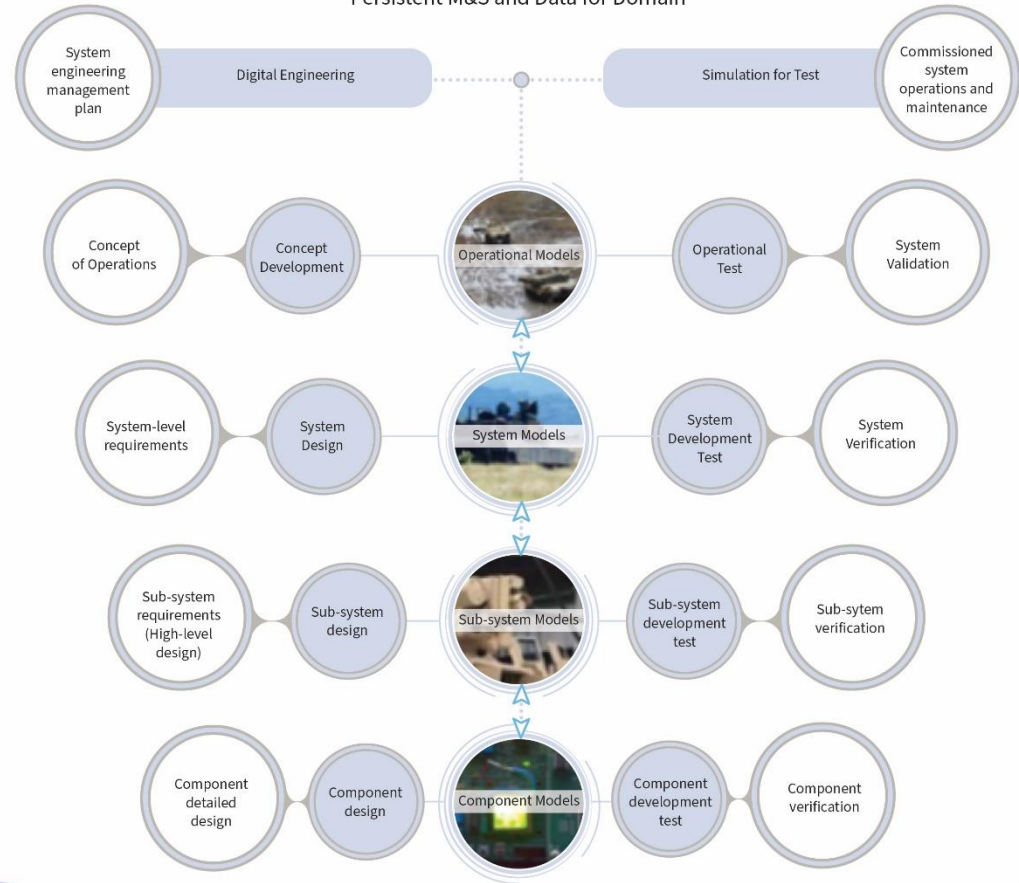 Persistent M&S and Data for Domain
System
engineering
management
plan
Digital Engineering
Simulation for Test
Commissioned
system
operations and
maintenance
Concept
of Operations
Concept
Development
Operational Models
Operational
Test
System
Validation
System-level
requirements
System
Design
System Models
System
Development
Test
System
Verification
Sub-system
requirements
(High-level
design)
Sub-system
design
Sub-system Models
Sub-system
development
test
Sub-sytem
verification
Component
detailed
design
Component
design
Component Models
Component
development
test
Component
verification